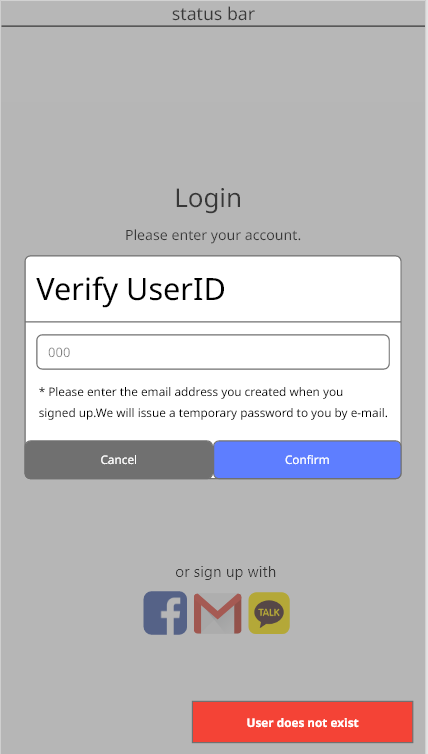 status bar
Login
Please enter your account.
Verify UserID
000
* Please enter the email address you created when you
signed up.We will issue a temporary password to you by e-mail.
Cancel
Confirm
or sign up with
TALK
User does not exist